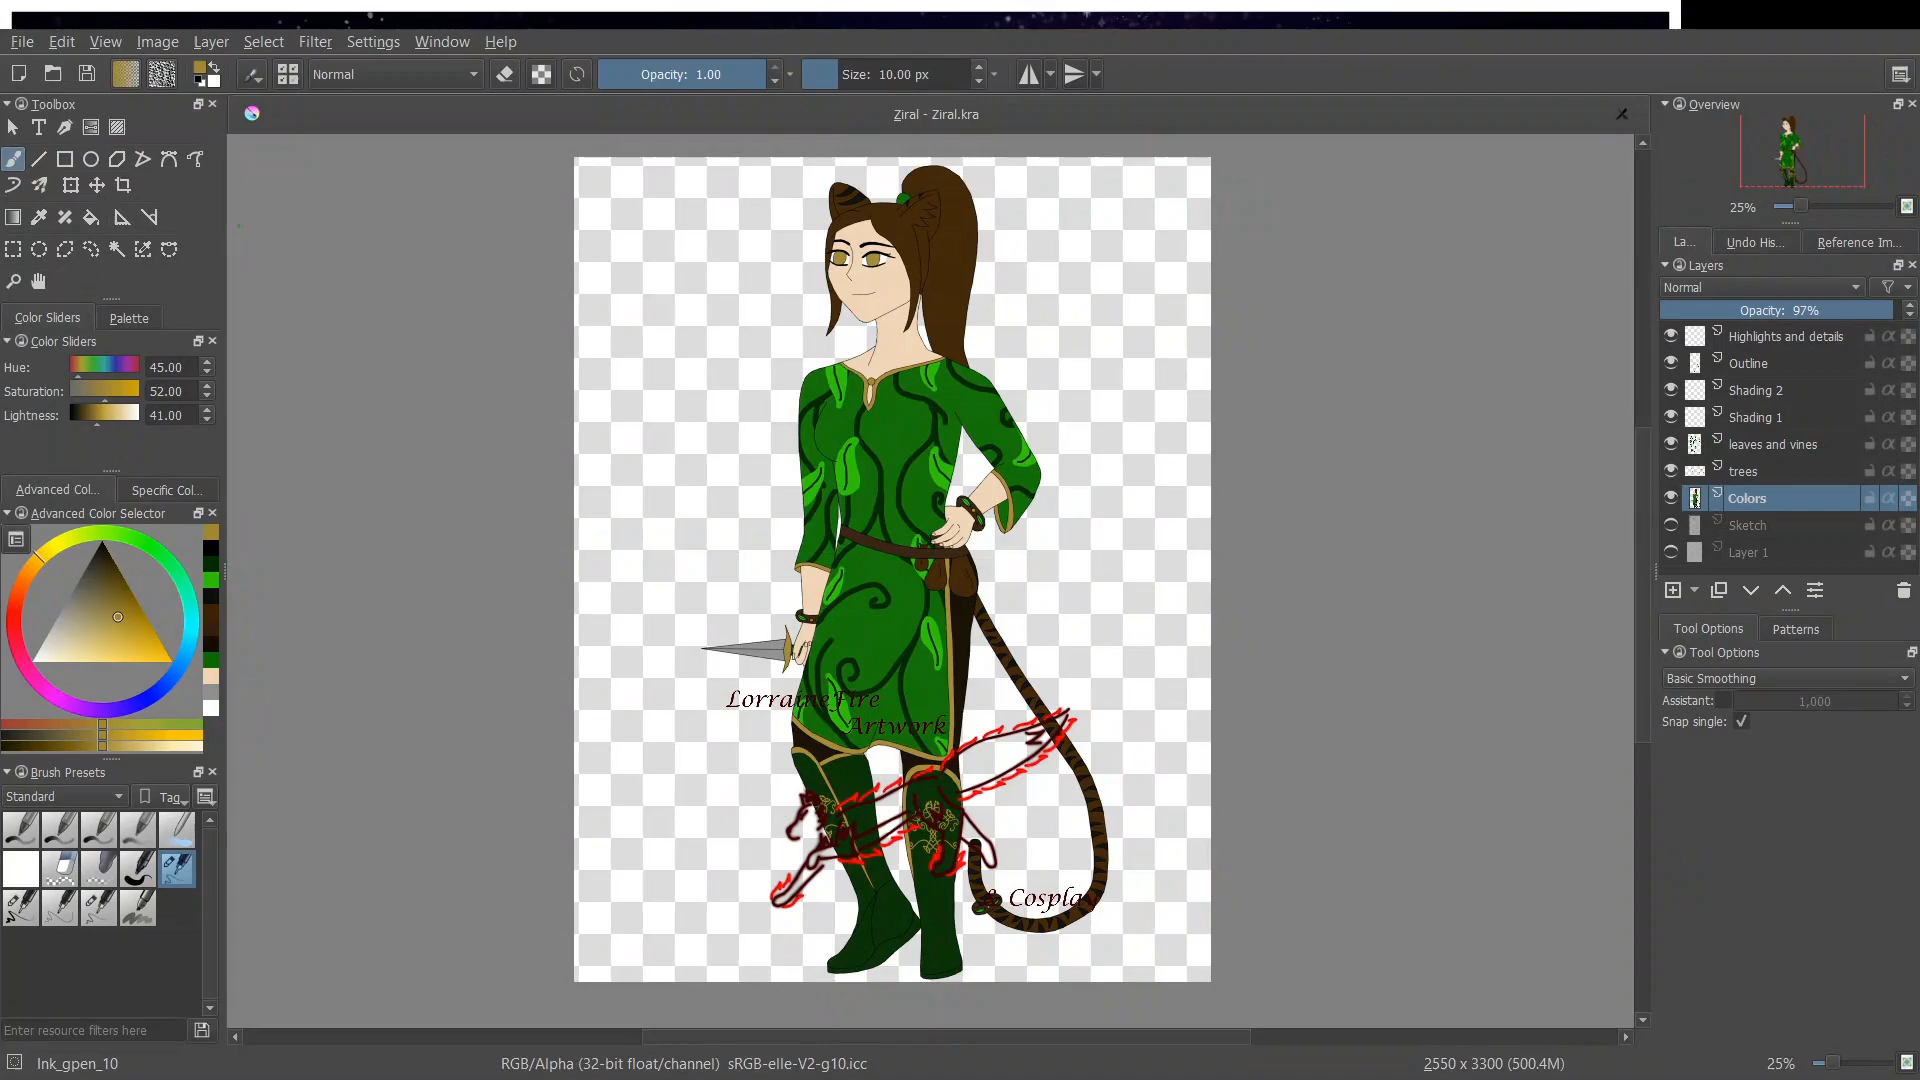 File Edit View Image Layer Select Filter Settings Window Help
Normal Opacity: 1.00 Size: 10.00 px
Toolbox
Ziral - Ziral.kra
Color Sliders Palette
Color Sliders
Hue: 45.00
Saturation: 52.00
Lightness: 41.00
Advanced Col... Specific Col...
Advanced Color Selector
Brush Presets
Standard Tag
Enter resource filters here
Ink_gpen_10
LorraineFire
Artwork
& Cosplay
RGB/Alpha (32-bit float/channel) sRGB-elle-V2-g10.icc
2550 x 3300 (500.4M)
25%
Overview
25%
La... Undo His... Reference Im...
Layers
Normal
Opacity: 97%
Highlights and details
Outline
Shading 2
Shading 1
leaves and vines
trees
Colors
Sketch
Layer 1
Tool Options Patterns
Tool Options
Basic Smoothing
Assistant: 1,000
Snap single: